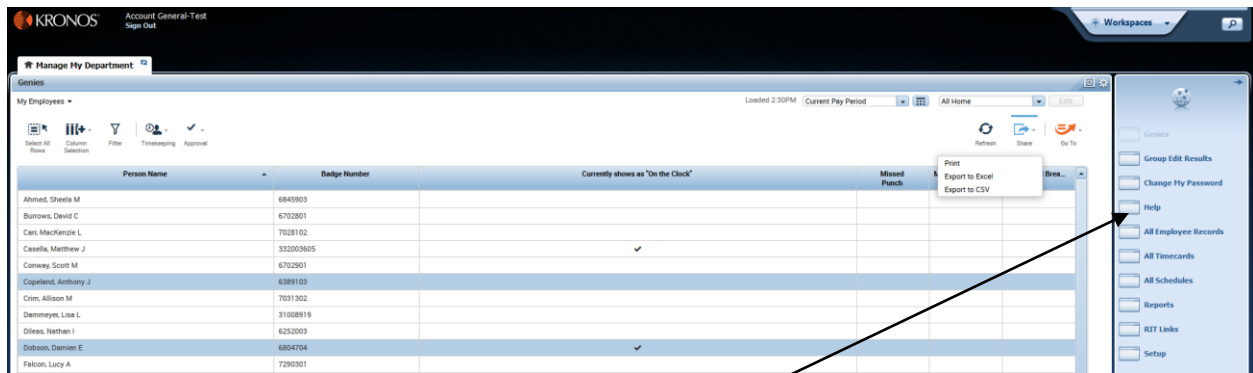 KRONOS
Account General-Test
Sign Out
Workspaces
Manage My Department
Genies
My Employees
Loaded 2:30PM Current Pay Period All Home Edit
Select All Rows Column Selection Filter Timekeeping Approval Refresh Share Go To
Print
Export to Excel
Export to CSV
Person Name Badge Number Currently shows as "On the Clock" Missed Punch M Brea...
Ahmed, Sheela M 6845903
Burrows, David C 6702801
Carr, MacKenzie L 7028102
Casella, Matthew J 332003605 ✓
Conway, Scott M 6702901
Copeland, Anthony J 6389103
Crim, Allison M 7031302
Dammeyer, Lisa L 31008919
Dileas, Nathan I 6252003
Dobson, Damien E 6804704 ✓
Falcon, Lucy A 7290301
Genies
Group Edit Results
Change My Password
Help
All Employee Records
All Timecards
All Schedules
Reports
RIT Links
Setup